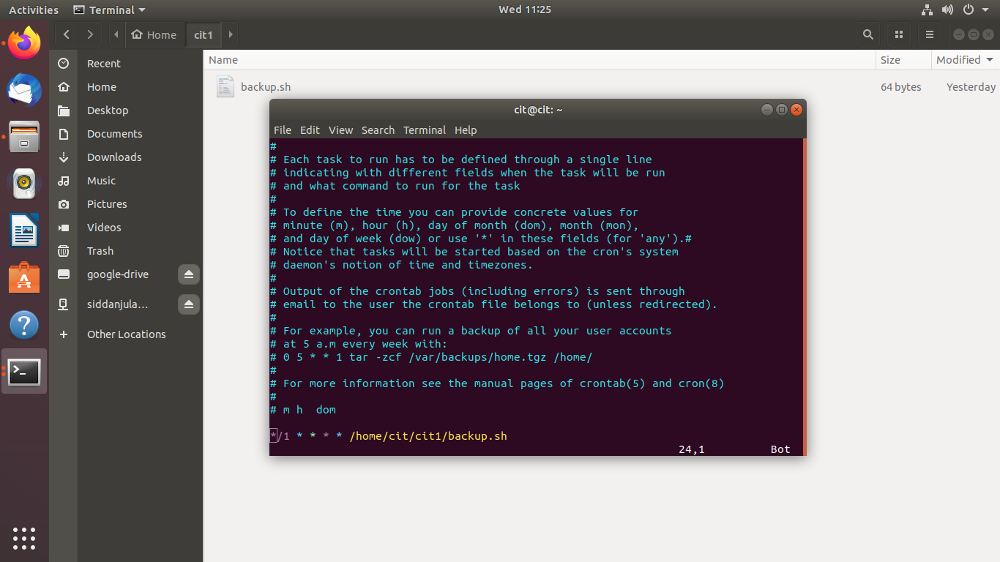 Activities Terminal Wed 11:25
Home cit1
Name Size Modified
Recent
Home
Desktop
Documents
Downloads
Music
Pictures
Videos
Trash
google-drive
siddanjula...
Other Locations
backup.sh 64 bytes Yesterday
cit@cit: ~
File Edit View Search Terminal Help
#
# Each task to run has to be defined through a single line
# indicating with different fields when the task will be run
# and what command to run for the task
#
# To define the time you can provide concrete values for
# minute (m), hour (h), day of month (dom), month (mon),
# and day of week (dow) or use '*' in these fields (for 'any').#
# Notice that tasks will be started based on the cron's system
# daemon's notion of time and timezones.
#
# Output of the crontab jobs (including errors) is sent through
# email to the user the crontab file belongs to (unless redirected).
#
# For example, you can run a backup of all your user accounts
# at 5 a.m every week with:
# 0 5 * * 1 tar -zcf /var/backups/home.tgz /home/
#
# For more information see the manual pages of crontab(5) and cron(8)
#
# m h  dom
*/1 * * * * /home/cit/cit1/backup.sh
24,1 Bot